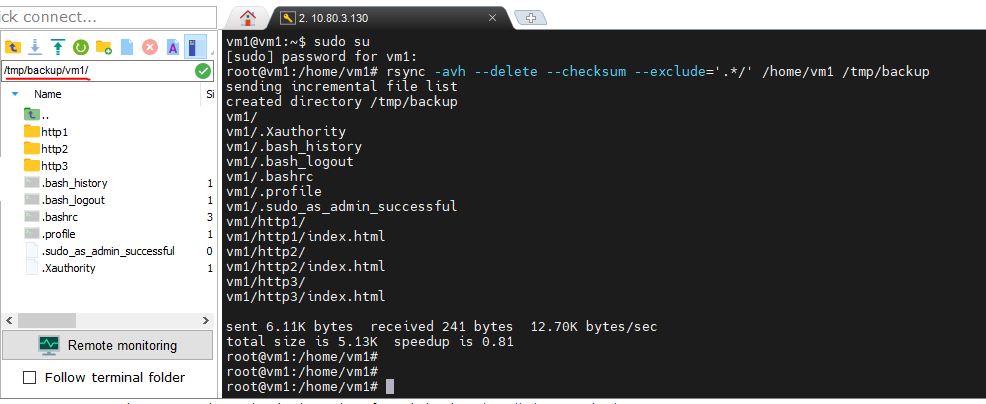 ick connect...
2. 10.80.3.130
/tmp/backup/vm1/
Name
Si
..
http1
http2
http3
.bash_history
1
.bash_logout
1
.bashrc
3
.profile
1
.sudo_as_admin_successful
0
.Xauthority
1
Remote monitoring
Follow terminal folder
vm1@vm1:~$ sudo su
[sudo] password for vm1:
root@vm1:/home/vm1# rsync -avh --delete --checksum --exclude='.*/' /home/vm1 /tmp/backup
sending incremental file list
created directory /tmp/backup
vm1/
vm1/.Xauthority
vm1/.bash_history
vm1/.bash_logout
vm1/.bashrc
vm1/.profile
vm1/.sudo_as_admin_successful
vm1/http1/
vm1/http1/index.html
vm1/http2/
vm1/http2/index.html
vm1/http3/
vm1/http3/index.html
sent 6.11K bytes  received 241 bytes  12.70K bytes/sec
total size is 5.13K  speedup is 0.81
root@vm1:/home/vm1#
root@vm1:/home/vm1#
root@vm1:/home/vm1#